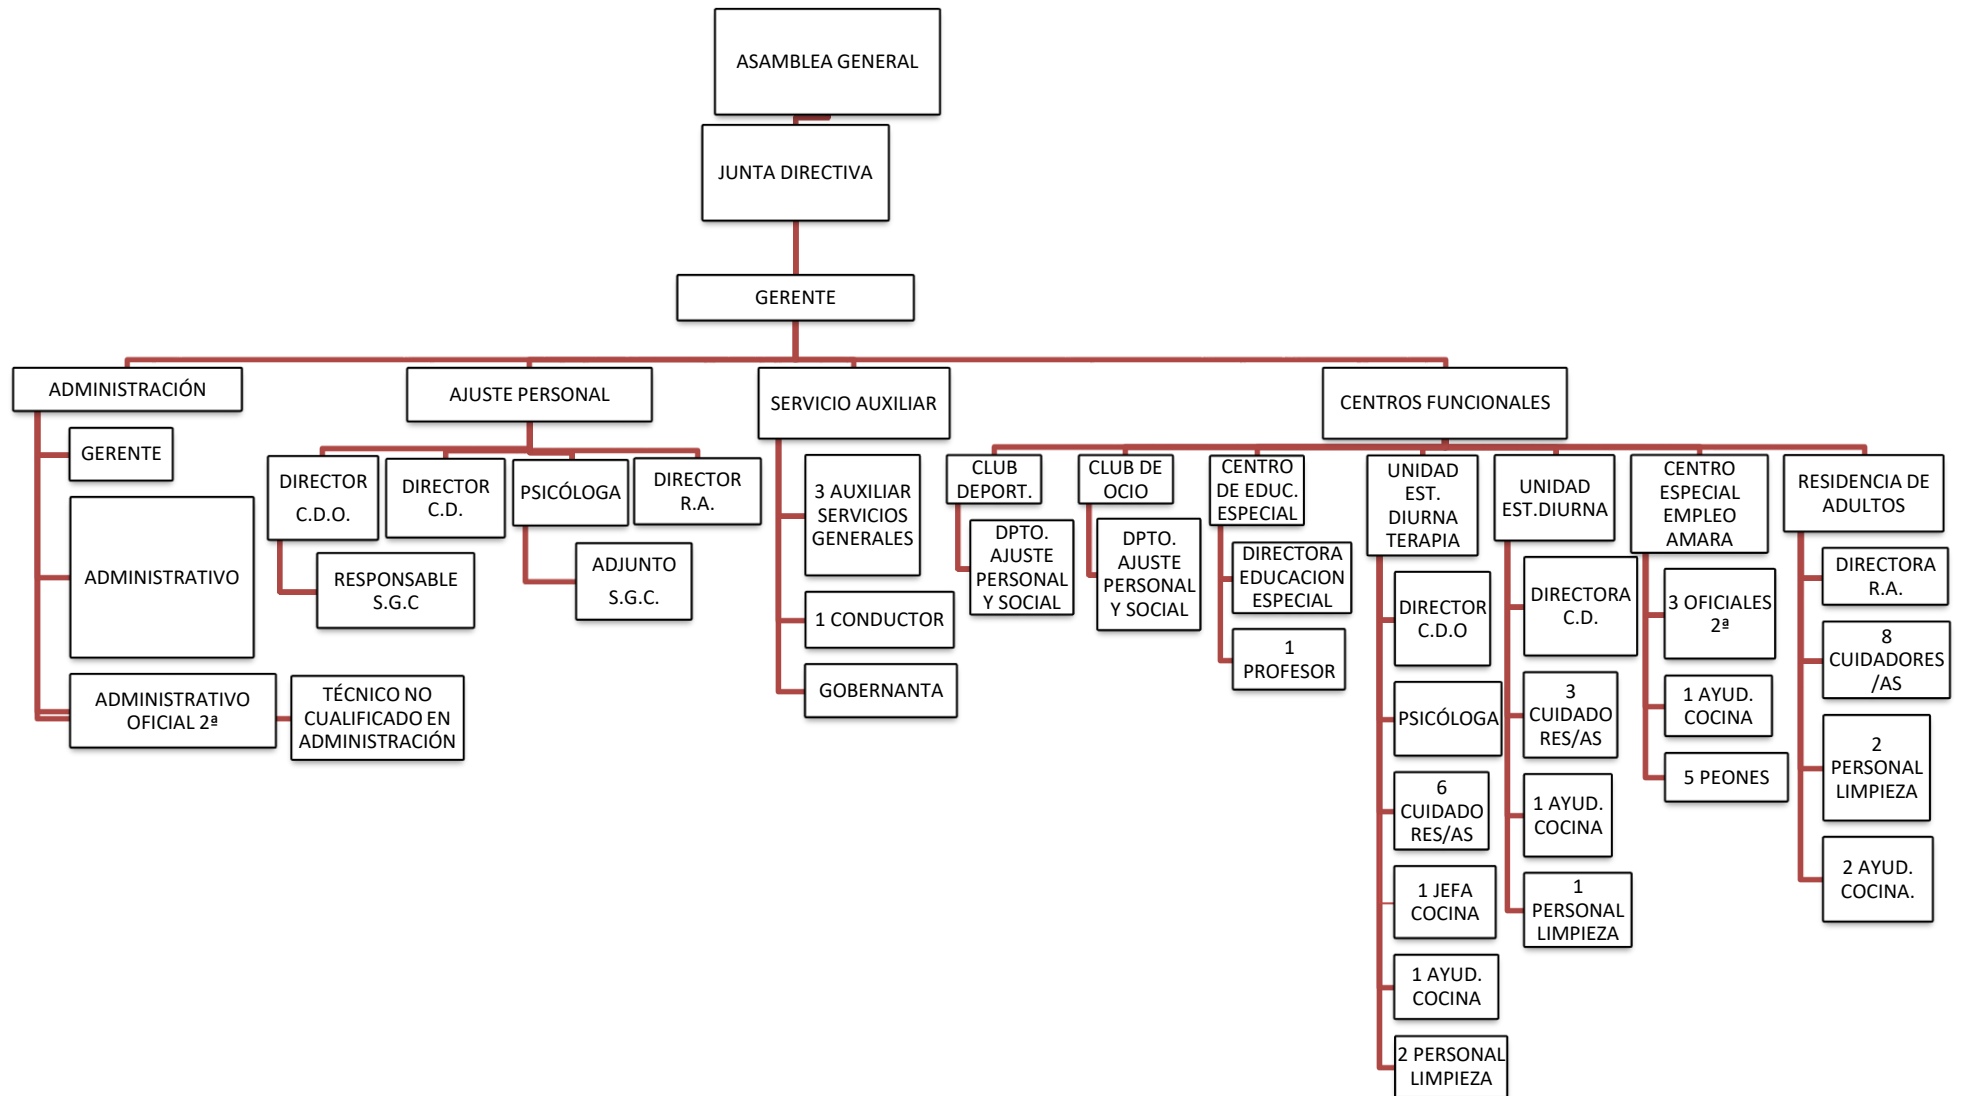 ASAMBLEA GENERAL
JUNTA DIRECTIVA
GERENTE
ADMINISTRACIÓN
GERENTE
ADMINISTRATIVO
ADMINISTRATIVO
OFICIAL 2ª
TÉCNICO NO
CUALIFICADO EN
ADMINISTRACIÓN
AJUSTE PERSONAL
DIRECTOR
C.D.O.
RESPONSABLE
S.G.C
DIRECTOR
C.D.
PSICÓLOGA
ADJUNTO
S.G.C.
DIRECTOR
R.A.
SERVICIO AUXILIAR
3 AUXILIAR
SERVICIOS
GENERALES
1 CONDUCTOR
GOBERNANTA
CENTROS FUNCIONALES
CLUB
DEPORT.
DPTO.
AJUSTE
PERSONAL
Y SOCIAL
CLUB DE
OCIO
DPTO.
AJUSTE
PERSONAL
Y SOCIAL
CENTRO
DE EDUC.
ESPECIAL
DIRECTORA
EDUCACION
ESPECIAL
1
PROFESOR
UNIDAD
EST.
DIURNA
TERAPIA
DIRECTOR
C.D.O
PSICÓLOGA
6
CUIDADO
RES/AS
1 JEFA
COCINA
1 AYUD.
COCINA
2 PERSONAL
LIMPIEZA
UNIDAD
EST.DIURNA
DIRECTORA
C.D.
3
CUIDADO
RES/AS
1 AYUD.
COCINA
1
PERSONAL
LIMPIEZA
CENTRO
ESPECIAL
EMPLEO
AMARA
3 OFICIALES
2ª
1 AYUD.
COCINA
5 PEONES
RESIDENCIA DE
ADULTOS
DIRECTORA
R.A.
8
CUIDADORES
/AS
2
PERSONAL
LIMPIEZA
2 AYUD.
COCINA.